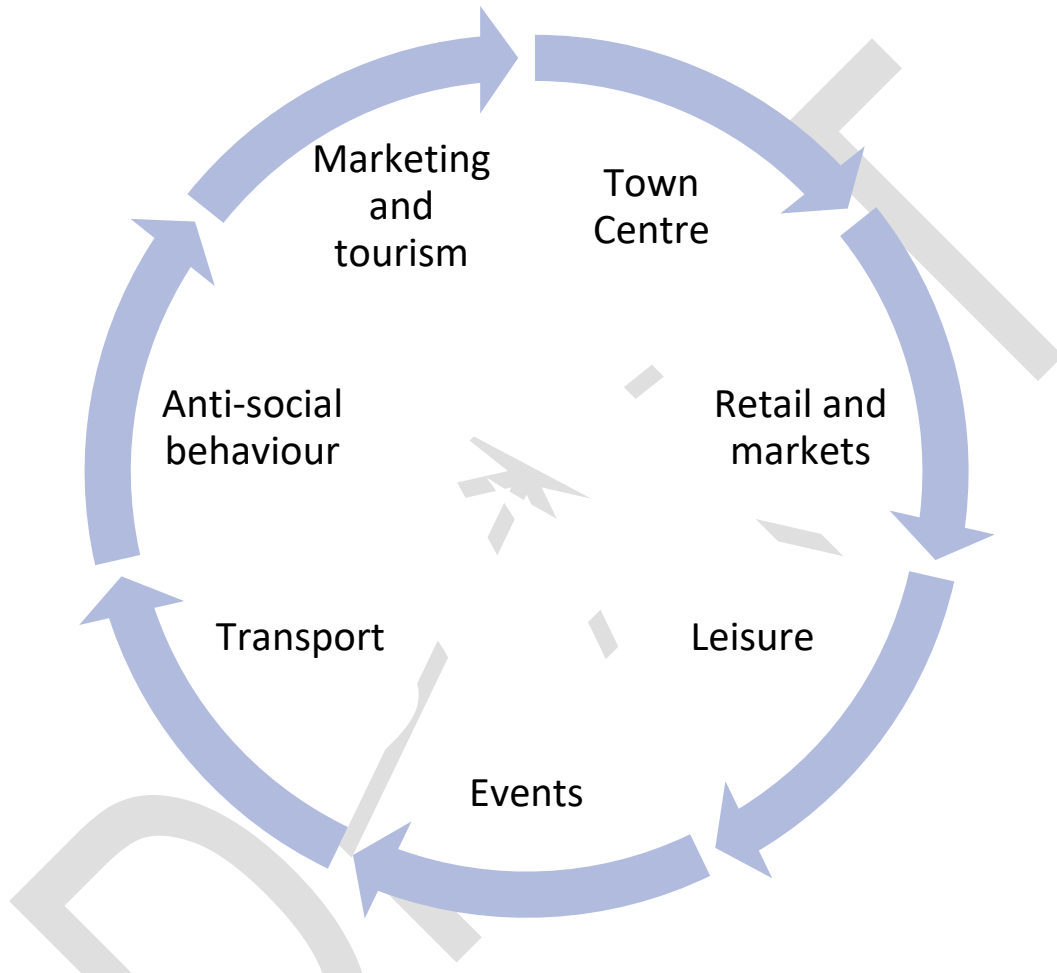 Marketing
and
tourism
Town
Centre
Retail and
markets
Leisure
Events
Transport
Anti-social
behaviour